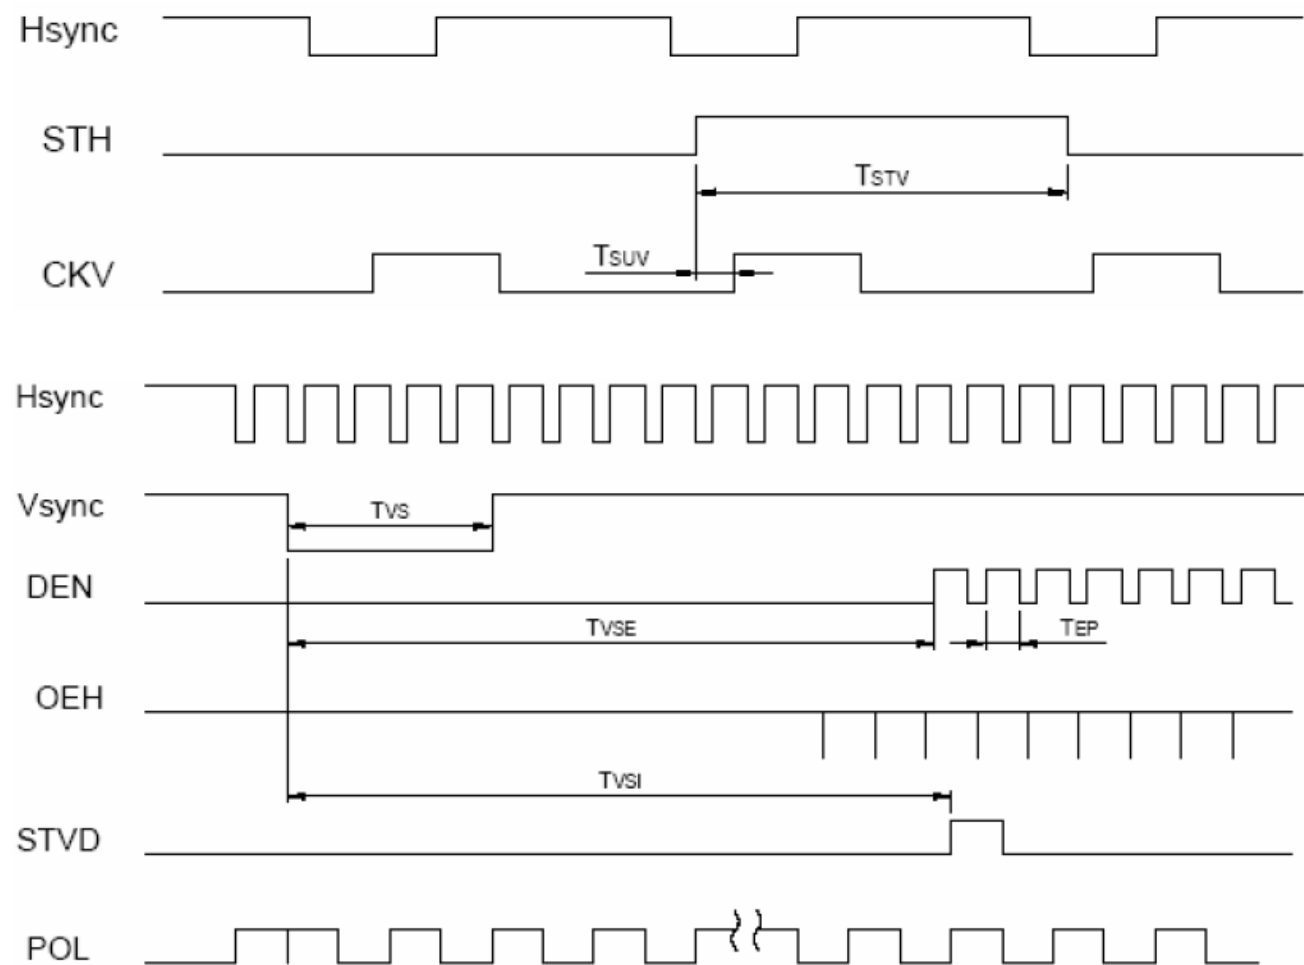 Hsync
STH
TSTV
TSUV
CKV
Hsync
Vsync
TVS
DEN
TVSE
TEP
OEH
TVSI
STVD
POL